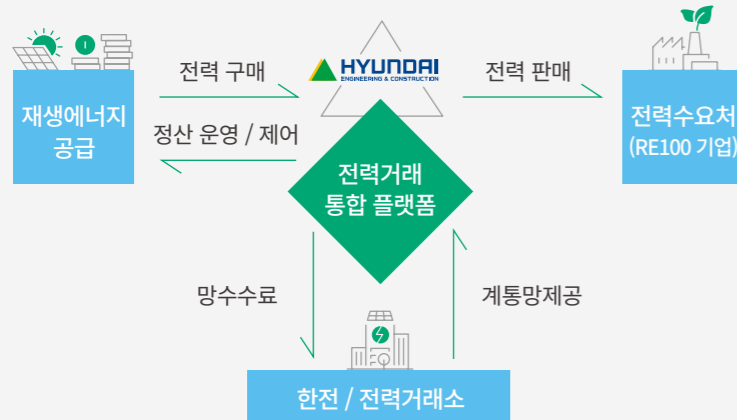 HYUNDAI
ENGINEERING & CONSTRUCTION
전력 구매
전력 판매
재생에너지
공급
정산 운영 / 제어
전력수요처
(RE100 기업)
전력거래
통합 플랫폼
망수수료
계통망제공
한전 / 전력거래소